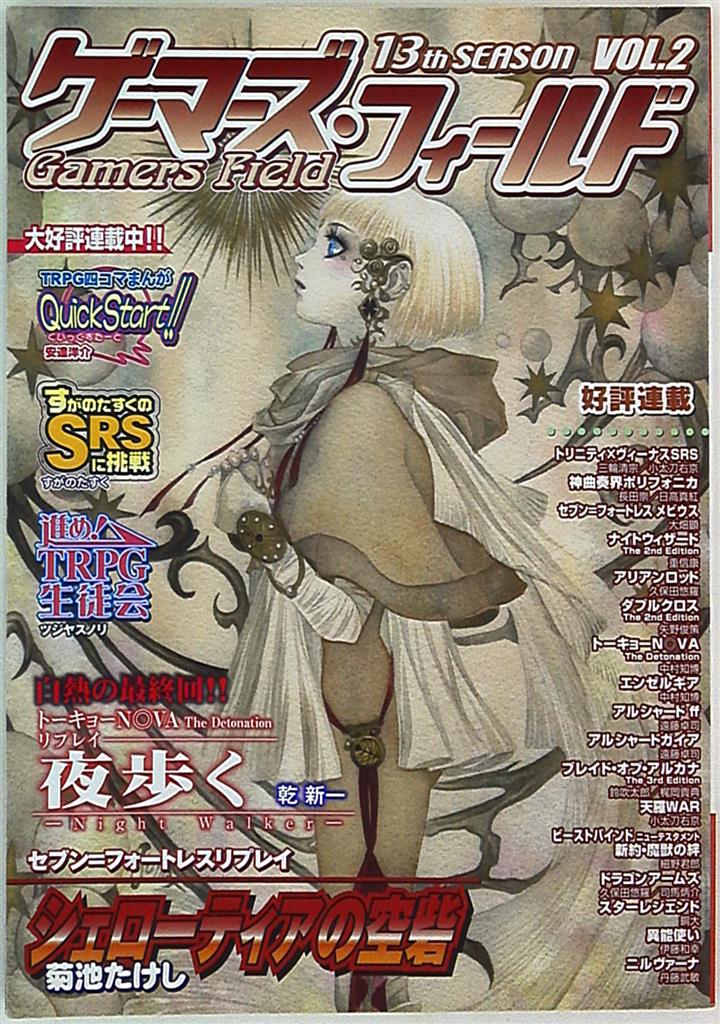 ゲーマーズ・フィールド
13th SEASON VOL.2
Gamers Field
大好評連載中!!
TRPG四コマまんが
QuickStart!!
くいっくすたーと
安達洋介
すがのたすくの
SRS
に挑戦
すがのたすく
進め!
TRPG
生徒会
ツジヤスノリ
白熱の最終回!!
トーキョーN◎VA The Detonation
リプレイ
夜歩く
乾 新一
—Night Walker—
セブン=フォートレスリプレイ
シェローティアの空砦
菊池たけし
好評連載
トリニティ×ヴィーナスSRS
三輪清宗/小太刀右京
神曲奏界ポリフォニカ
長田崇/日高真紅
セブン=フォートレス メビウス
大畑顕
ナイトウィザード
The 2nd Edition
重信康
アリアンロッド
久保田悠羅
ダブルクロス
The 2nd Edition
矢野俊策
トーキョーN◎VA
The Detonation
中村知博
エンゼルギア
中村知博
アルシャード ff
遠藤卓司
アルシャードガイア
遠藤卓司
ブレイド・オブ・アルカナ
The 3rd Edition
鈴吹太郎/梶岡貴典
天羅WAR
小太刀右京
ビーストバインド ニューテスタメント
新約・魔獣の絆
細野君郎
ドラゴンアームズ
久保田悠羅/司馬炳介
スターレジェンド
銅大
異能使い
伊藤和幸
ニルヴァーナ
丹藤武敏